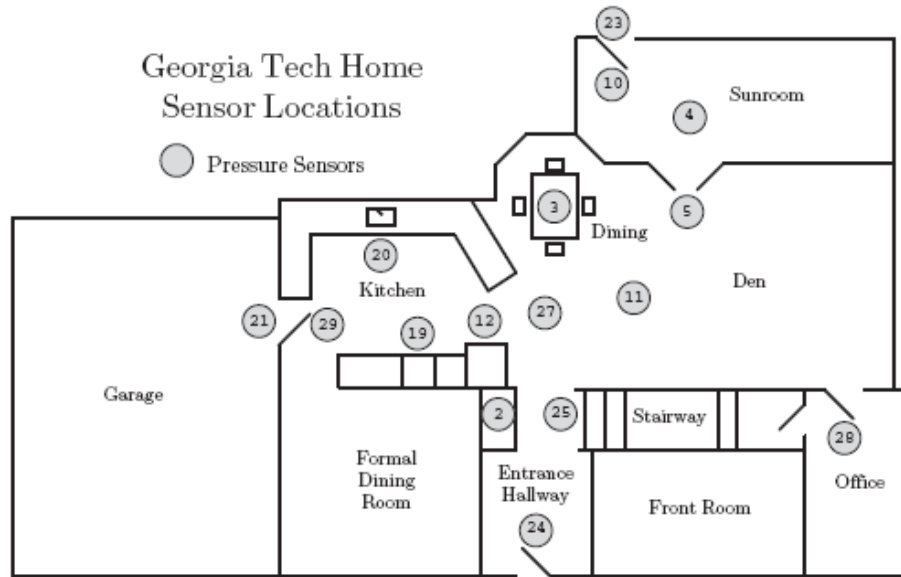 Georgia Tech Home
Sensor Locations
Pressure Sensors
23
10
4
Sunroom
3
5
Dining
20
Kitchen
11
Den
21
29
19
12
27
Garage
2
25
Stairway
28
Formal
Dining
Room
Entrance
Hallway
Office
Front Room
24